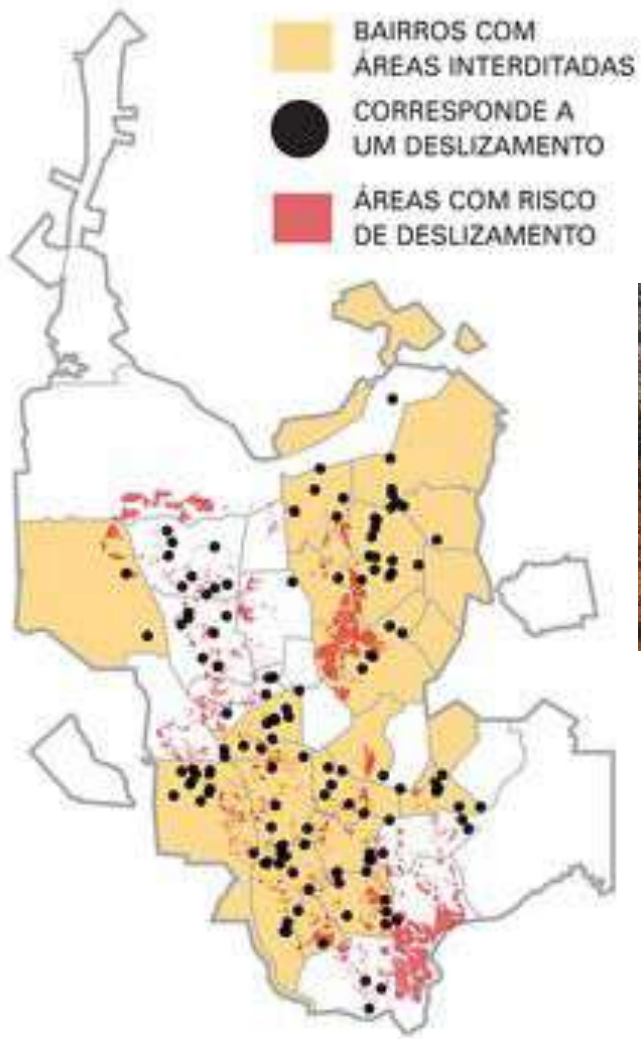 BAIRROS COM
ÁREAS INTERDITADAS
CORRESPONDE A
UM DESLIZAMENTO
ÁREAS COM RISCO
DE DESLIZAMENTO